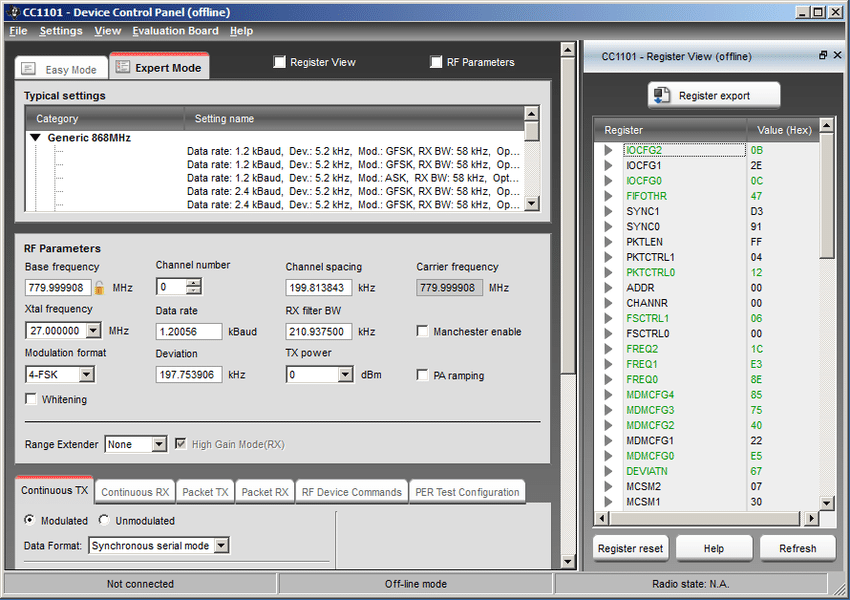 CC1101 - Device Control Panel (offline)
File Settings View Evaluation Board Help
Easy Mode
Expert Mode
Register View
RF Parameters
Typical settings
Category Setting name
Generic 868MHz
Data rate: 1.2 kBaud, Dev.: 5.2 kHz, Mod.: GFSK, RX BW: 58 kHz, Op...
Data rate: 1.2 kBaud, Dev.: 5.2 kHz, Mod.: GFSK, RX BW: 58 kHz, Op...
Data rate: 1.2 kBaud, Dev.: 5.2 kHz, Mod.: ASK, RX BW: 58 kHz, Opt...
Data rate: 2.4 kBaud, Dev.: 5.2 kHz, Mod.: GFSK, RX BW: 58 kHz, Op...
Data rate: 2.4 kBaud, Dev.: 5.2 kHz, Mod.: GFSK, RX BW: 58 kHz, Op...
RF Parameters
Base frequency Channel number Channel spacing Carrier frequency
779.999908 MHz 0 199.813843 kHz 779.999908 MHz
Xtal frequency Data rate RX filter BW
27.000000 MHz 1.20056 kBaud 210.937500 kHz Manchester enable
Modulation format Deviation TX power
4-FSK 197.753906 kHz 0 dBm PA ramping
Whitening
Range Extender None High Gain Mode(RX)
Continuous TX Continuous RX Packet TX Packet RX RF Device Commands PER Test Configuration
Modulated Unmodulated
Data Format: Synchronous serial mode
CC1101 - Register View (offline)
Register export
Register Value (Hex)
IOCFG2 0B
IOCFG1 2E
IOCFG0 0C
FIFOTHR 47
SYNC1 D3
SYNC0 91
PKTLEN FF
PKTCTRL1 04
PKTCTRL0 12
ADDR 00
CHANNR 00
FSCTRL1 06
FSCTRL0 00
FREQ2 1C
FREQ1 E3
FREQ0 8E
MDMCFG4 85
MDMCFG3 75
MDMCFG2 40
MDMCFG1 22
MDMCFG0 E5
DEVIATN 67
MCSM2 07
MCSM1 30
Register reset Help Refresh
Not connected Off-line mode Radio state: N.A.